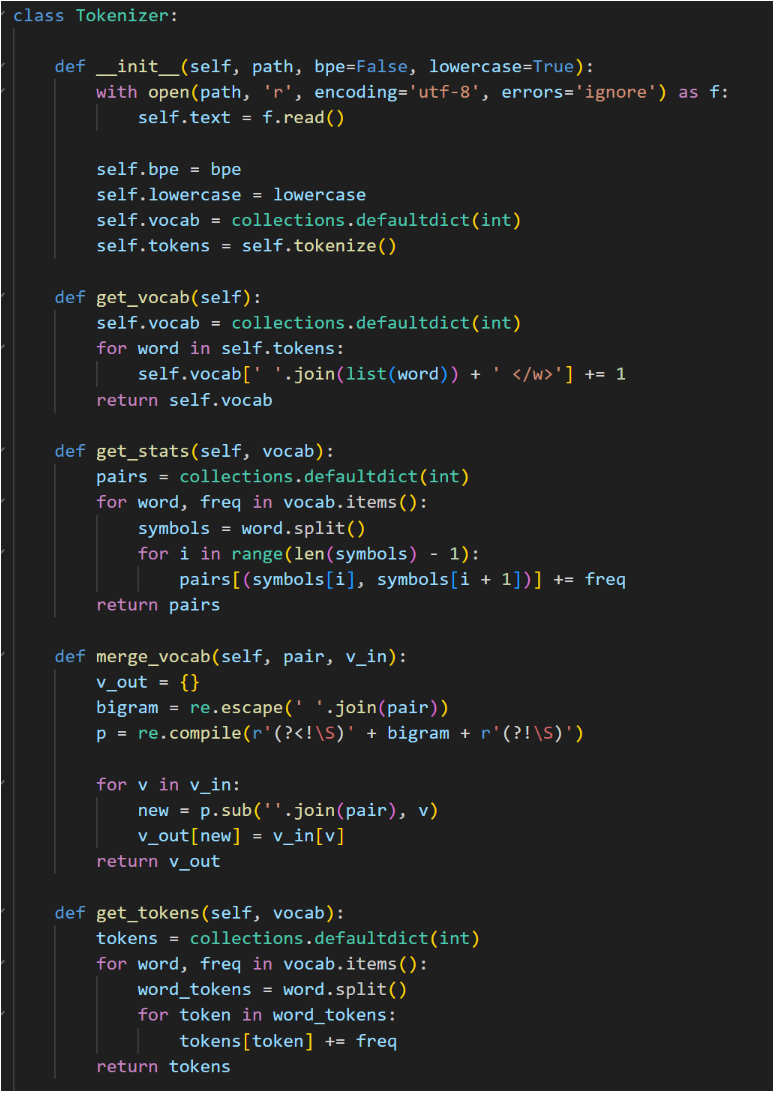 class Tokenizer:
    def __init__(self, path, bpe=False, lowercase=True):
        with open(path, 'r', encoding='utf-8', errors='ignore') as f:
            self.text = f.read()
        self.bpe = bpe
        self.lowercase = lowercase
        self.vocab = collections.defaultdict(int)
        self.tokens = self.tokenize()
    def get_vocab(self):
        self.vocab = collections.defaultdict(int)
        for word in self.tokens:
            self.vocab[' '.join(list(word)) + ' </w>'] += 1
        return self.vocab
    def get_stats(self, vocab):
        pairs = collections.defaultdict(int)
        for word, freq in vocab.items():
            symbols = word.split()
            for i in range(len(symbols) - 1):
                pairs[(symbols[i], symbols[i + 1])] += freq
        return pairs
    def merge_vocab(self, pair, v_in):
        v_out = {}
        bigram = re.escape(' '.join(pair))
        p = re.compile(r'(?<!\S)' + bigram + r'(?!\S)')
        for v in v_in:
            new = p.sub(''.join(pair), v)
            v_out[new] = v_in[v]
        return v_out
    def get_tokens(self, vocab):
        tokens = collections.defaultdict(int)
        for word, freq in vocab.items():
            word_tokens = word.split()
            for token in word_tokens:
                tokens[token] += freq
        return tokens